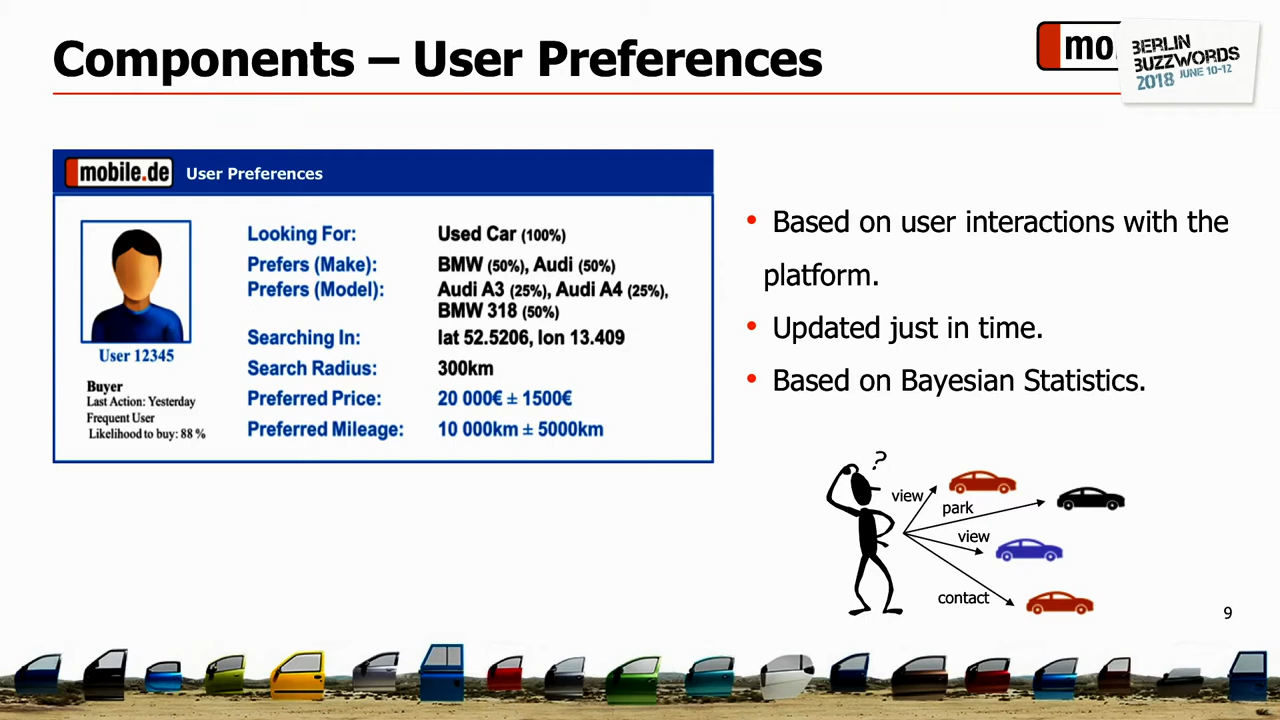 Components – User Preferences
mo
BERLIN
BUZZWORDS
2018 JUNE 10-12
mobile.de User Preferences
Looking For: Used Car (100%)
Prefers (Make): BMW (50%), Audi (50%)
Prefers (Model): Audi A3 (25%), Audi A4 (25%),
BMW 318 (50%)
Searching In: lat 52.5206, lon 13.409
Search Radius: 300km
Preferred Price: 20 000€ ± 1500€
Preferred Mileage: 10 000km ± 5000km
User 12345
Buyer
Last Action: Yesterday
Frequent User
Likelihood to buy: 88 %
• Based on user interactions with the
platform.
• Updated just in time.
• Based on Bayesian Statistics.
?
view
park
view
contact
9